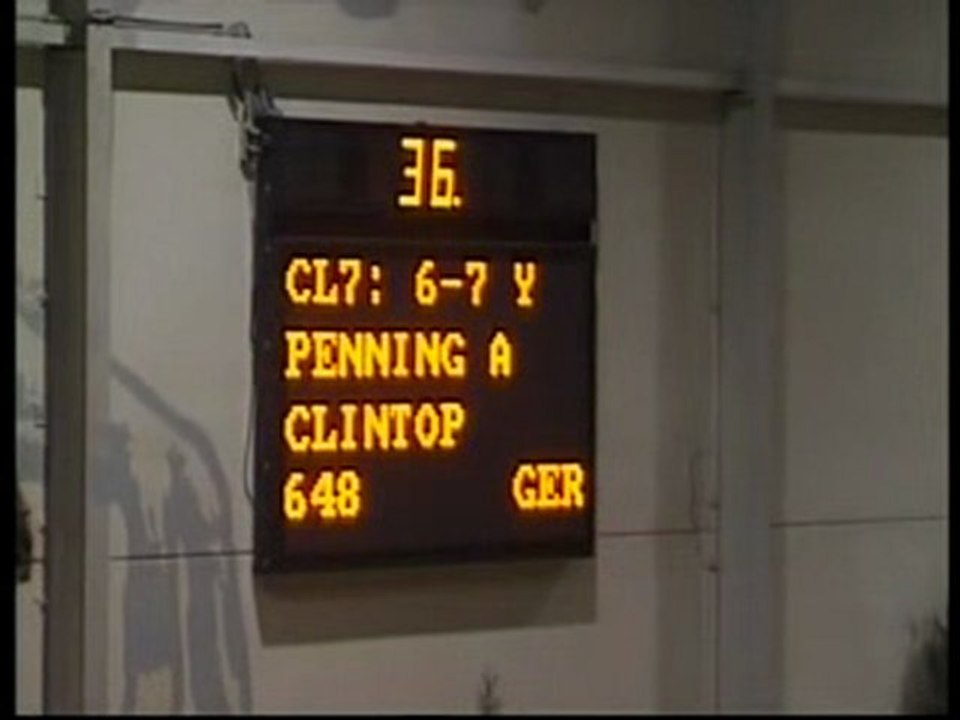 36.
CL7: 6-7 Y
PENNING A
CLINTOP
648 GER